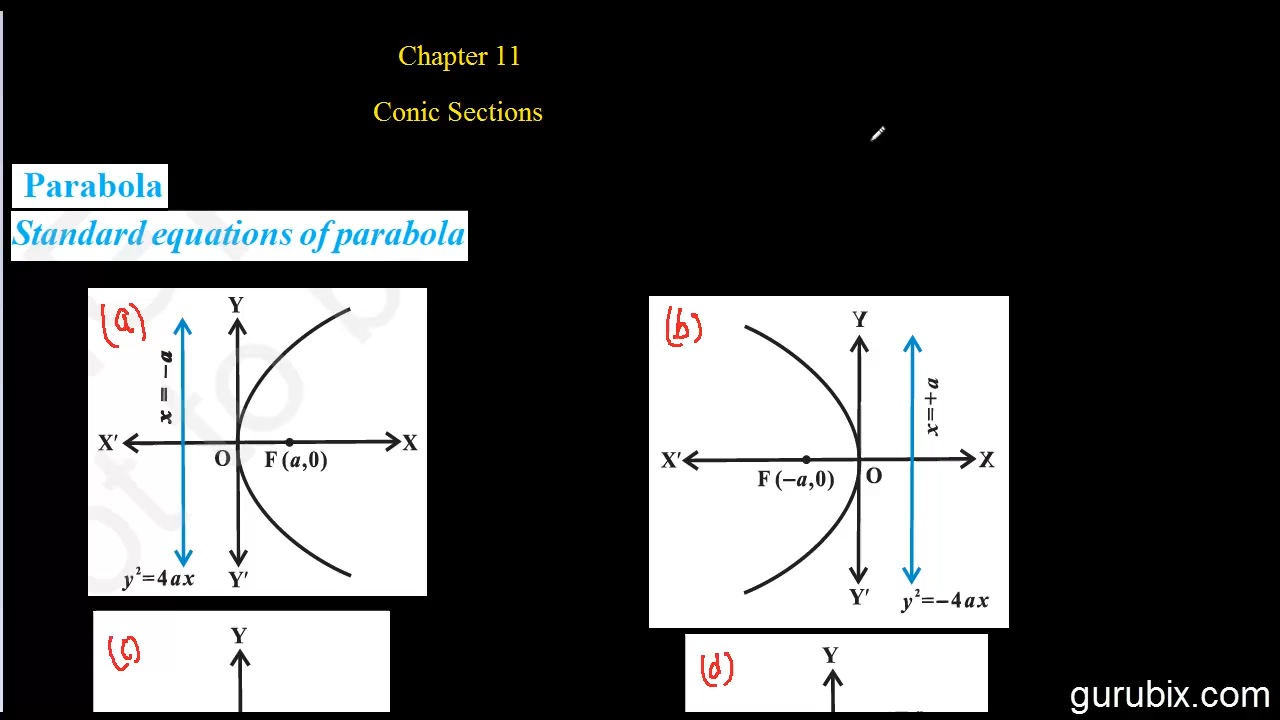 Chapter 11
Conic Sections
Parabola
Standard equations of parabola
(a)
Y
x = –a
X′
X
O
F (a,0)
y²=4ax
Y′
(b)
Y
x=+a
X′
X
F (–a,0)
O
Y′
y²=–4ax
(c)
Y
(d)
Y
gurubix.com